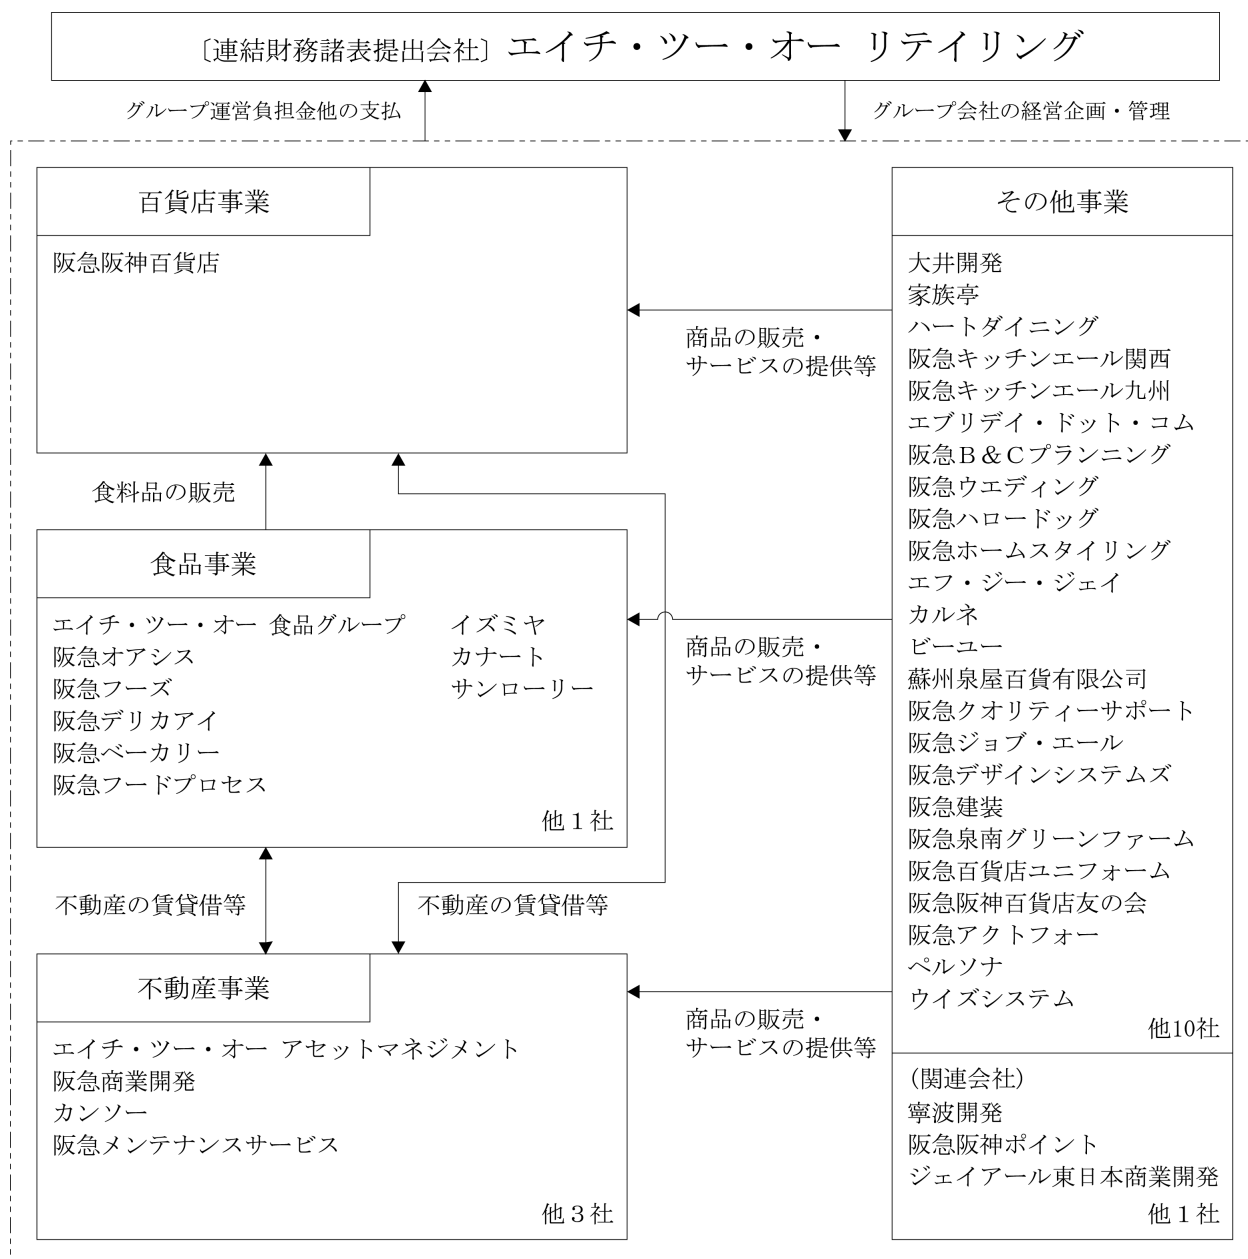 〔連結財務諸表提出会社〕エイチ・ツー・オー リテイリング
グループ運営負担金他の支払
グループ会社の経営企画・管理
百貨店事業
阪急阪神百貨店
食料品の販売
食品事業
エイチ・ツー・オー 食品グループ
阪急オアシス
阪急フーズ
阪急デリカアイ
阪急ベーカリー
阪急フードプロセス
イズミヤ
カナート
サンローリー
他1社
不動産の賃貸借等
不動産の賃貸借等
不動産事業
エイチ・ツー・オー アセットマネジメント
阪急商業開発
カンソー
阪急メンテナンスサービス
他3社
商品の販売・
サービスの提供等
商品の販売・
サービスの提供等
商品の販売・
サービスの提供等
その他事業
大井開発
家族亭
ハートダイニング
阪急キッチンエール関西
阪急キッチンエール九州
エブリデイ・ドット・コム
阪急B&Cプランニング
阪急ウエディング
阪急ハロードッグ
阪急ホームスタイリング
エフ・ジー・ジェイ
カルネ
ビーユー
蘇州泉屋百貨有限公司
阪急クオリティーサポート
阪急ジョブ・エール
阪急デザインシステムズ
阪急建装
阪急泉南グリーンファーム
阪急百貨店ユニフォーム
阪急阪神百貨店友の会
阪急アクトフォー
ペルソナ
ウイズシステム
他10社
(関連会社)
寧波開発
阪急阪神ポイント
ジェイアール東日本商業開発
他1社